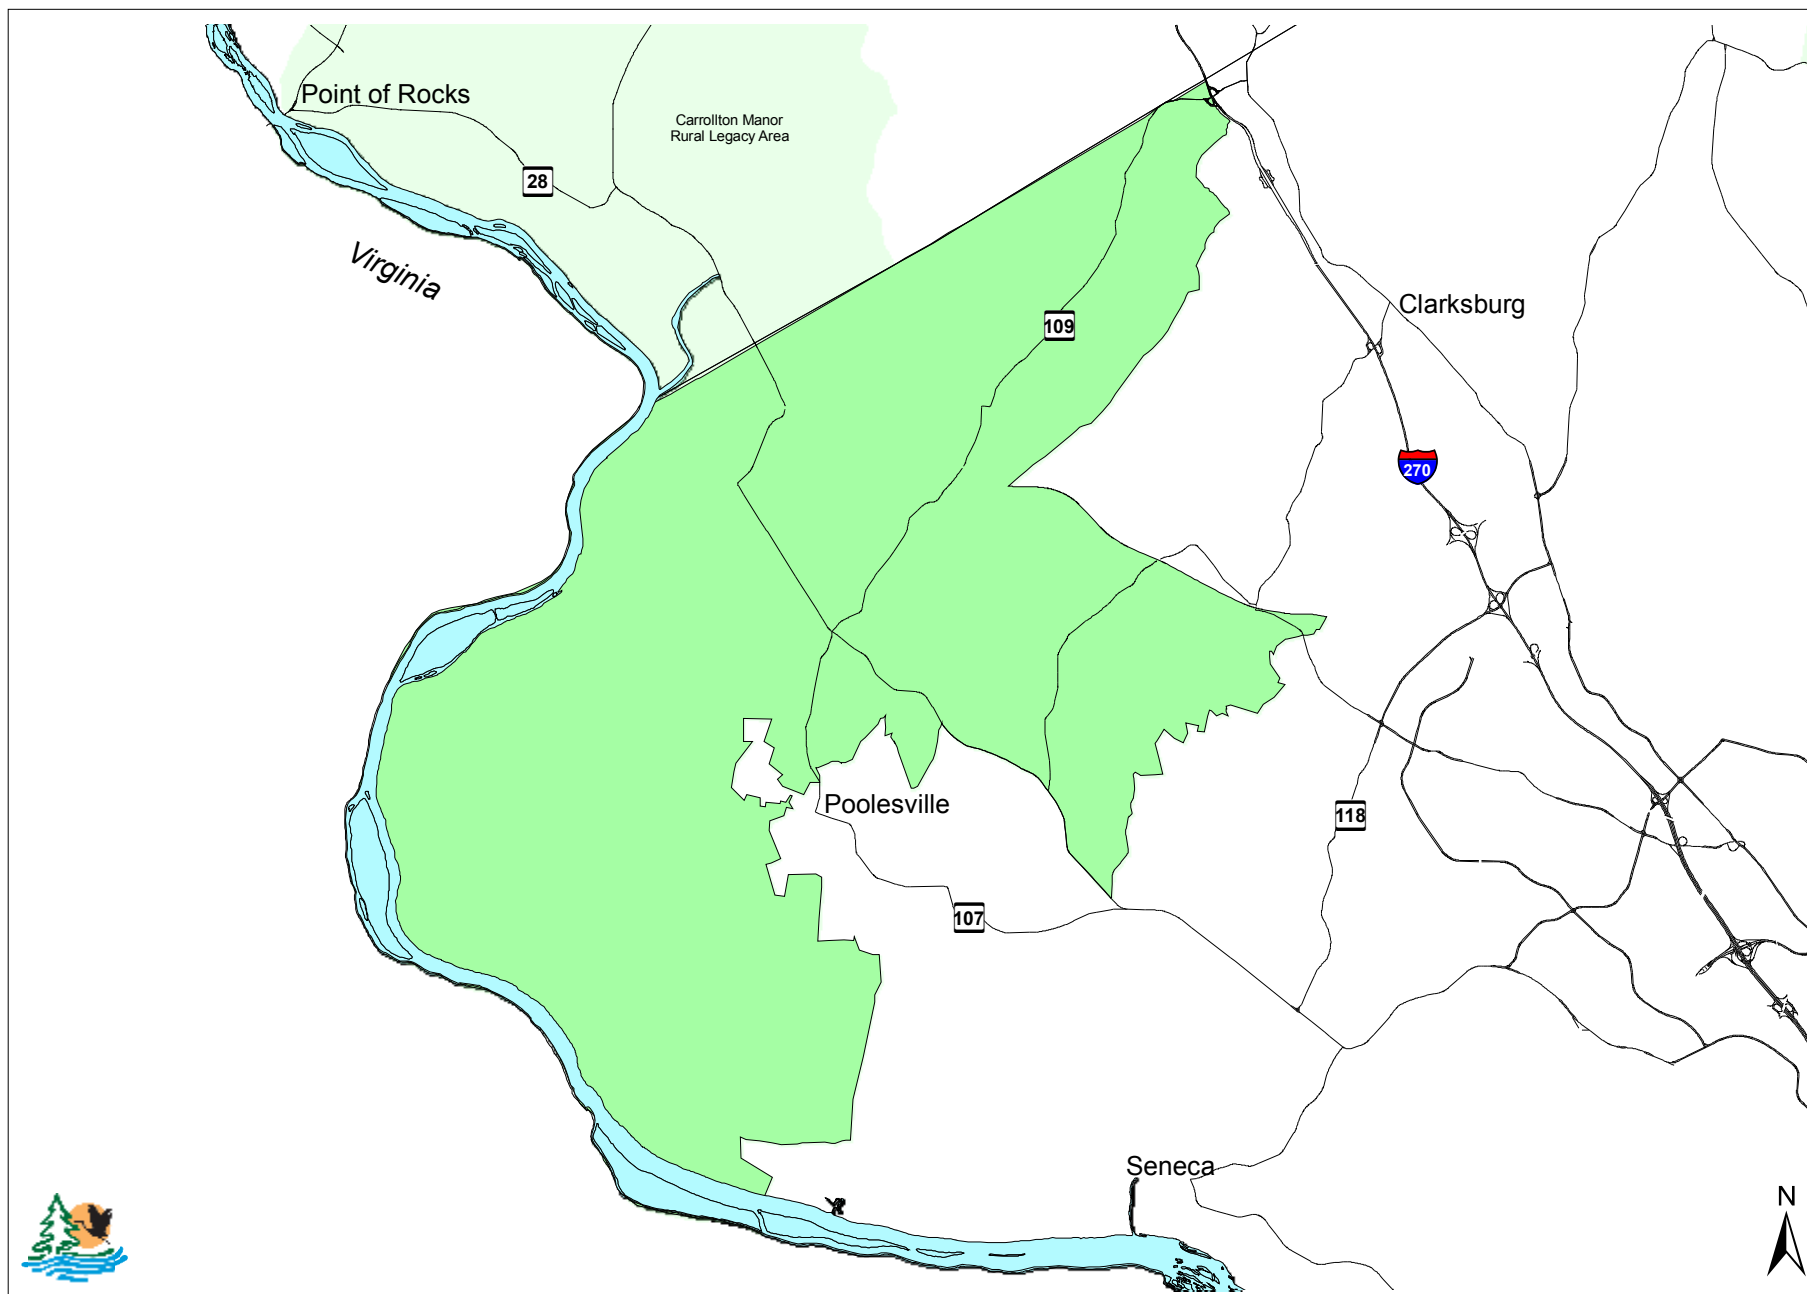 Point of Rocks
Carrollton Manor
Rural Legacy Area
28
Virginia
109
Clarksburg
270
Poolesville
118
107
Seneca
N